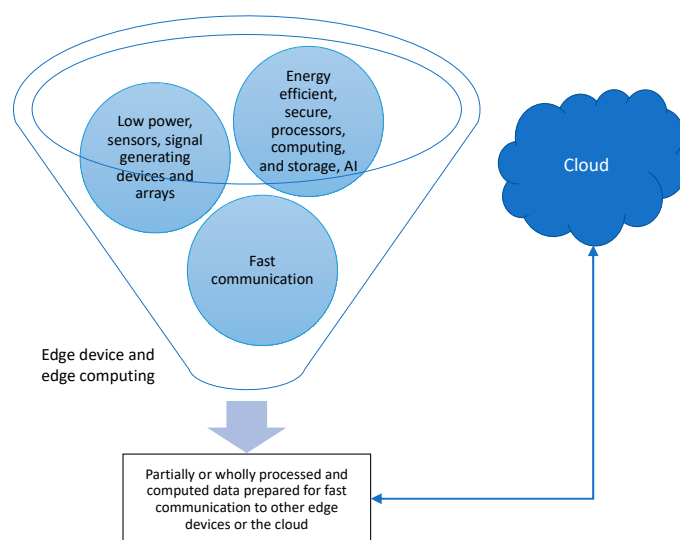 Energy
efficient,
secure,
processors,
computing,
and storage, AI
Low power,
sensors, signal
generating
devices and
arrays
Cloud
Fast
communication
Edge device and
edge computing
Partially or wholly processed and
computed data prepared for fast
communication to other edge
devices or the cloud